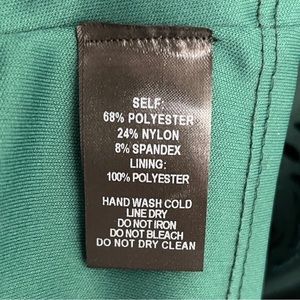 SELF:
68% POLYESTER
24% NYLON
8% SPANDEX
LINING:
100% POLYESTER
HAND WASH COLD
LINE DRY
DO NOT IRON
DO NOT BLEACH
DO NOT DRY CLEAN